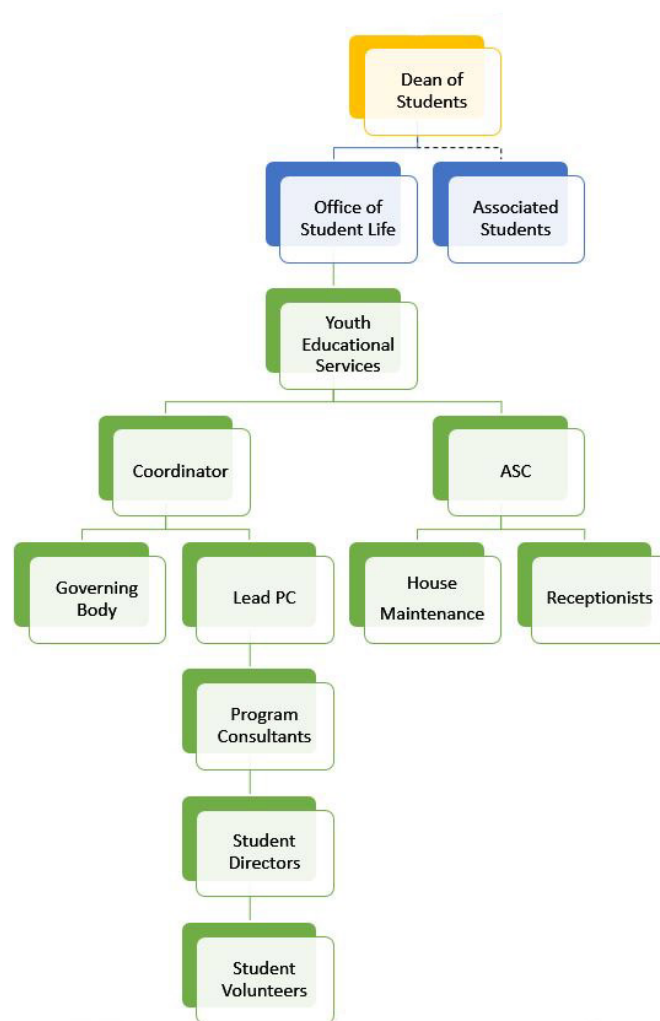 Dean of
Students
Office of
Student Life
Associated
Students
Youth
Educational
Services
Coordinator
ASC
Governing
Body
Lead PC
House
Maintenance
Receptionists
Program
Consultants
Student
Directors
Student
Volunteers